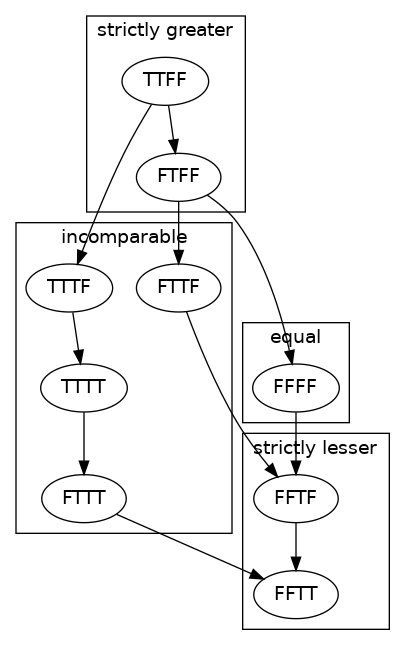 strictly greater
TTFF
FTFF
incomparable
TTTF
FTTF
TTTT
FTTT
equal
FFFF
strictly lesser
FFTF
FFTT